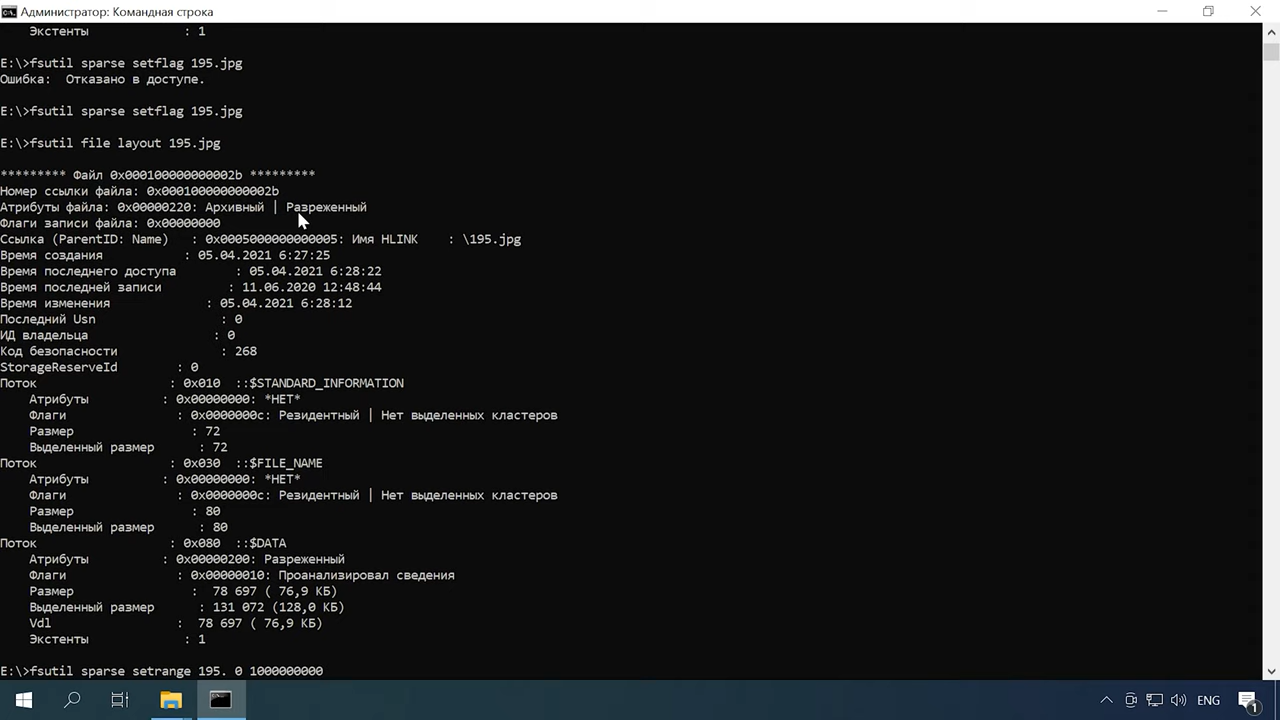 Администратор: Командная строка
Экстенты : 1
E:\>fsutil sparse setflag 195.jpg
Ошибка: Отказано в доступе.
E:\>fsutil sparse setflag 195.jpg
E:\>fsutil file layout 195.jpg
********* Файл 0x000100000000002b *********
Номер ссылки файла: 0x000100000000002b
Атрибуты файла: 0x00000220: Архивный | Разреженный
Флаги записи файла: 0x00000000
Ссылка (ParentID: Name) : 0x0005000000000005: Имя HLINK : \195.jpg
Время создания : 05.04.2021 6:27:25
Время последнего доступа : 05.04.2021 6:28:22
Время последней записи : 11.06.2020 12:48:44
Время изменения : 05.04.2021 6:28:12
Последний Usn : 0
ИД владельца : 0
Код безопасности : 268
StorageReserveId : 0
Поток : 0x010 ::$STANDARD_INFORMATION
Атрибуты : 0x00000000: *НЕТ*
Флаги : 0x0000000c: Резидентный | Нет выделенных кластеров
Размер : 72
Выделенный размер : 72
Поток : 0x030 ::$FILE_NAME
Атрибуты : 0x00000000: *НЕТ*
Флаги : 0x0000000c: Резидентный | Нет выделенных кластеров
Размер : 80
Выделенный размер : 80
Поток : 0x080 ::$DATA
Атрибуты : 0x00000200: Разреженный
Флаги : 0x00000010: Проанализировал сведения
Размер : 78 697 ( 76,9 КБ)
Выделенный размер : 131 072 (128,0 КБ)
Vdl : 78 697 ( 76,9 КБ)
Экстенты : 1
E:\>fsutil sparse setrange 195. 0 1000000000
ENG
1